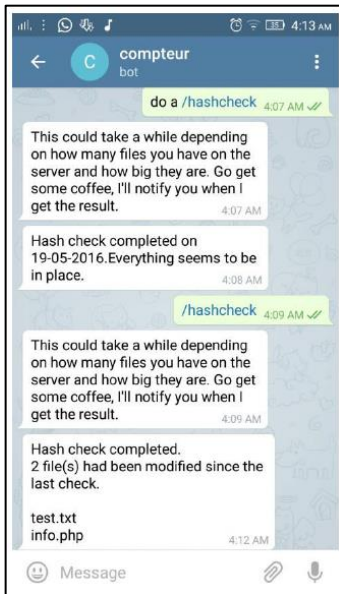 35 4:13 AM
C compteur
bot
do a /hashcheck 4:07 AM
This could take a while depending
on how many files you have on the
server and how big they are. Go get
some coffee, I'll notify you when I
get the result.
4:07 AM
Hash check completed on
19-05-2016.Everything seems to be
in place.
4:08 AM
/hashcheck 4:09 AM
This could take a while depending
on how many files you have on the
server and how big they are. Go get
some coffee, I'll notify you when I
get the result.
4:09 AM
Hash check completed.
2 file(s) had been modified since the
last check.
test.txt
info.php
4:12 AM
Message